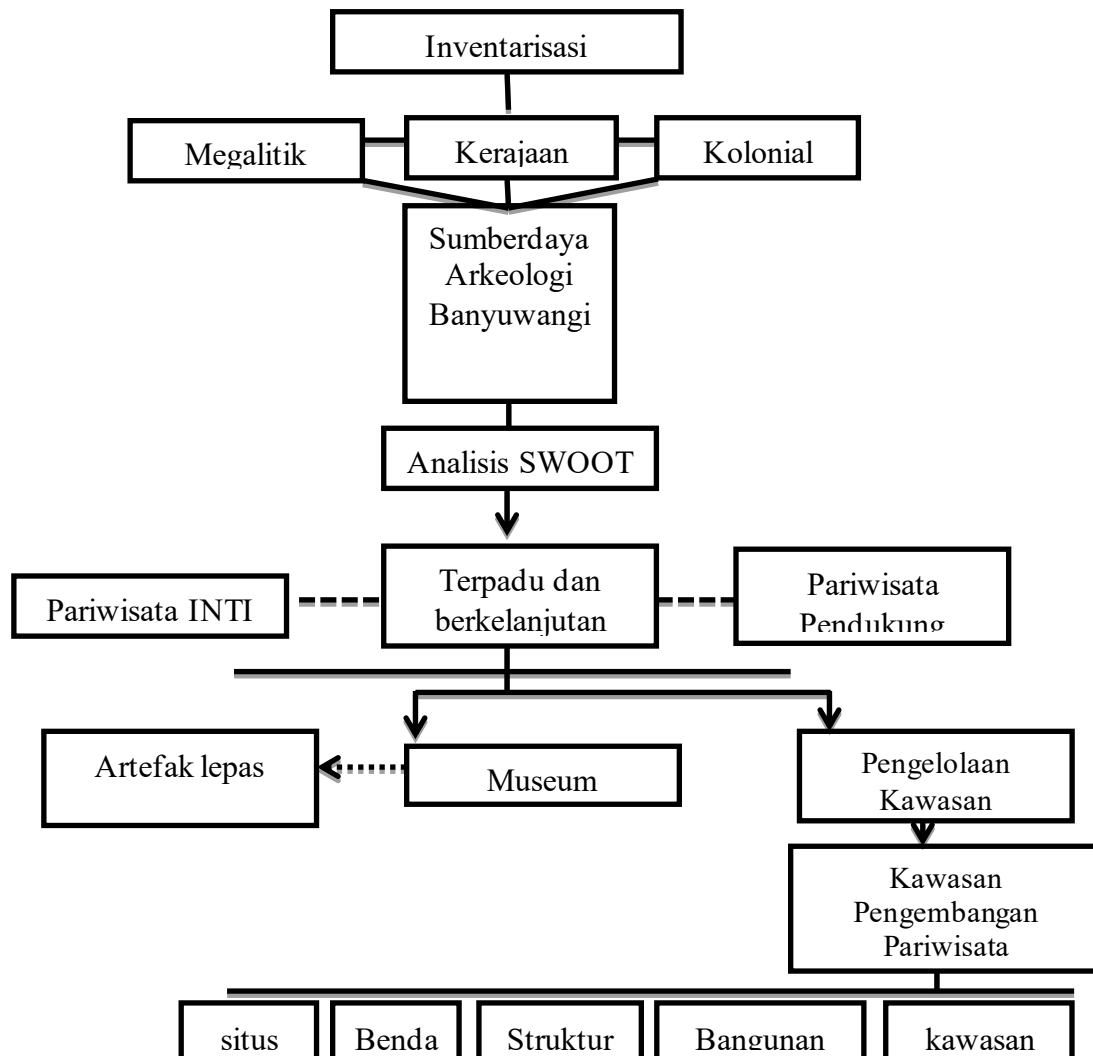 Inventarisasi
Megalitik
Kerajaan
Kolonial
Sumberdaya
Arkeologi
Banyuwangi
Analisis SWOOT
Pariwisata INTI
Terpadu dan
berkelanjutan
Pariwisata
Pendukung
Artefak lepas
Museum
Pengelolaan
Kawasan
Kawasan
Pengembangan
Pariwisata
situs
Benda
Struktur
Bangunan
kawasan